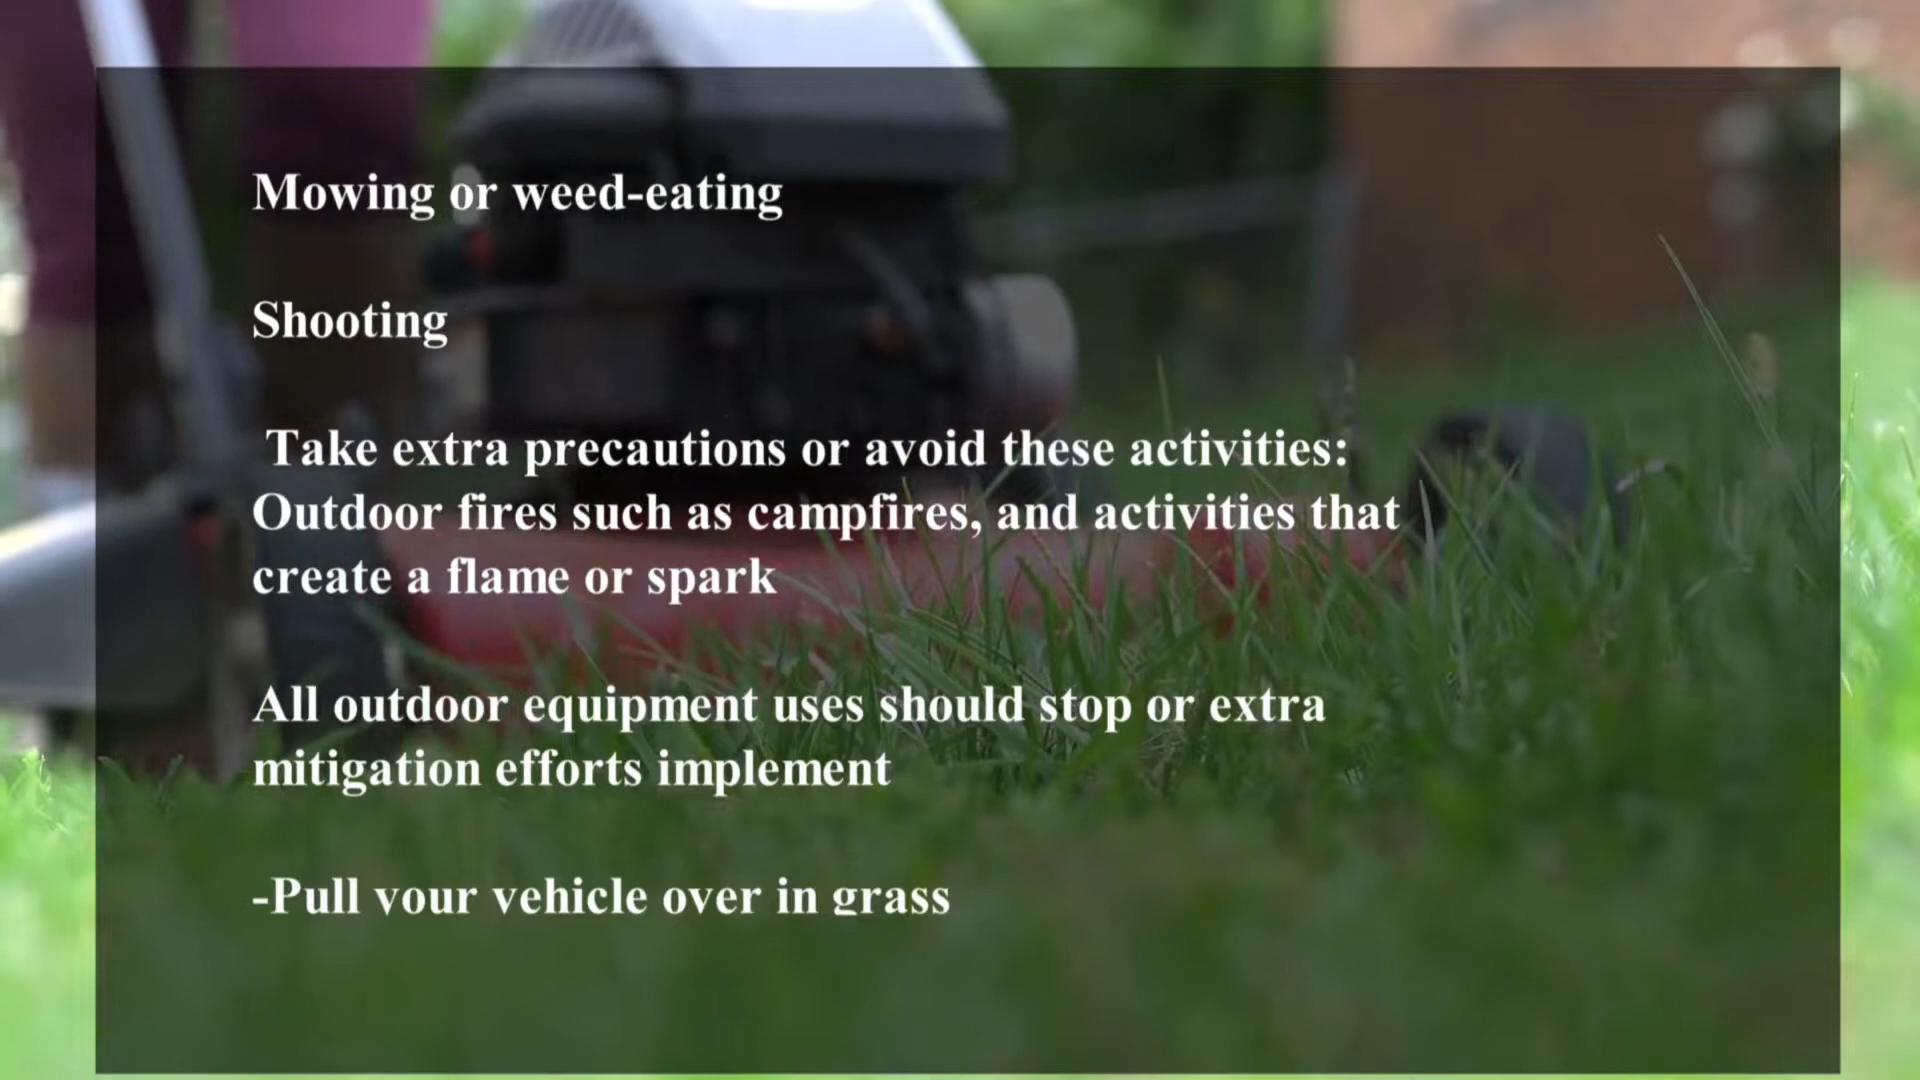 Mowing or weed-eating
Shooting
Take extra precautions or avoid these activities:
Outdoor fires such as campfires, and activities that
create a flame or spark
All outdoor equipment uses should stop or extra
mitigation efforts implement
-Pull your vehicle over in grass